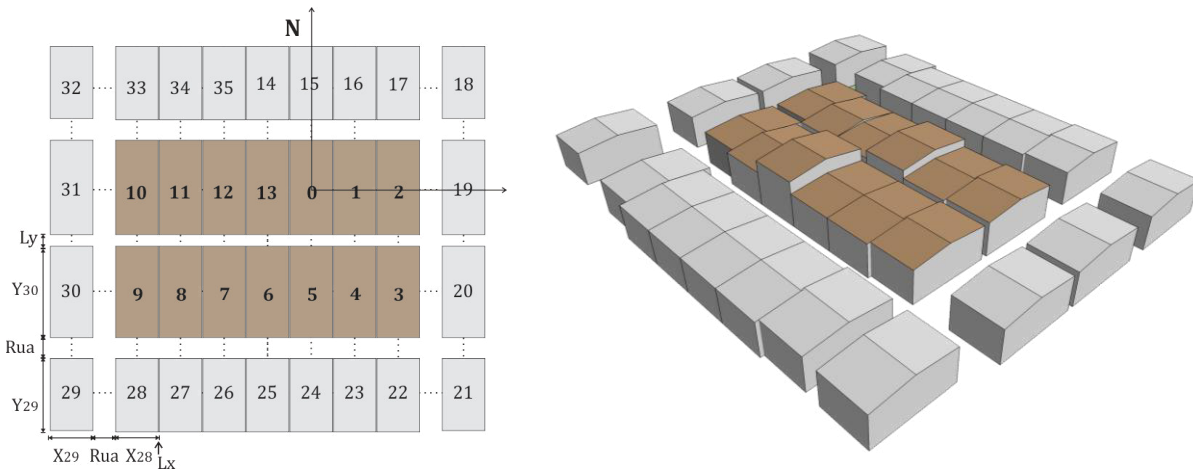 N
32 33 34 35 14 15 16 17 18
31 10 11 12 13 0 1 2 19
Ly
Y30 30 9 8 7 6 5 4 3 20
Rua
Y29 29 28 27 26 25 24 23 22 21
X29 Rua X28 Lx